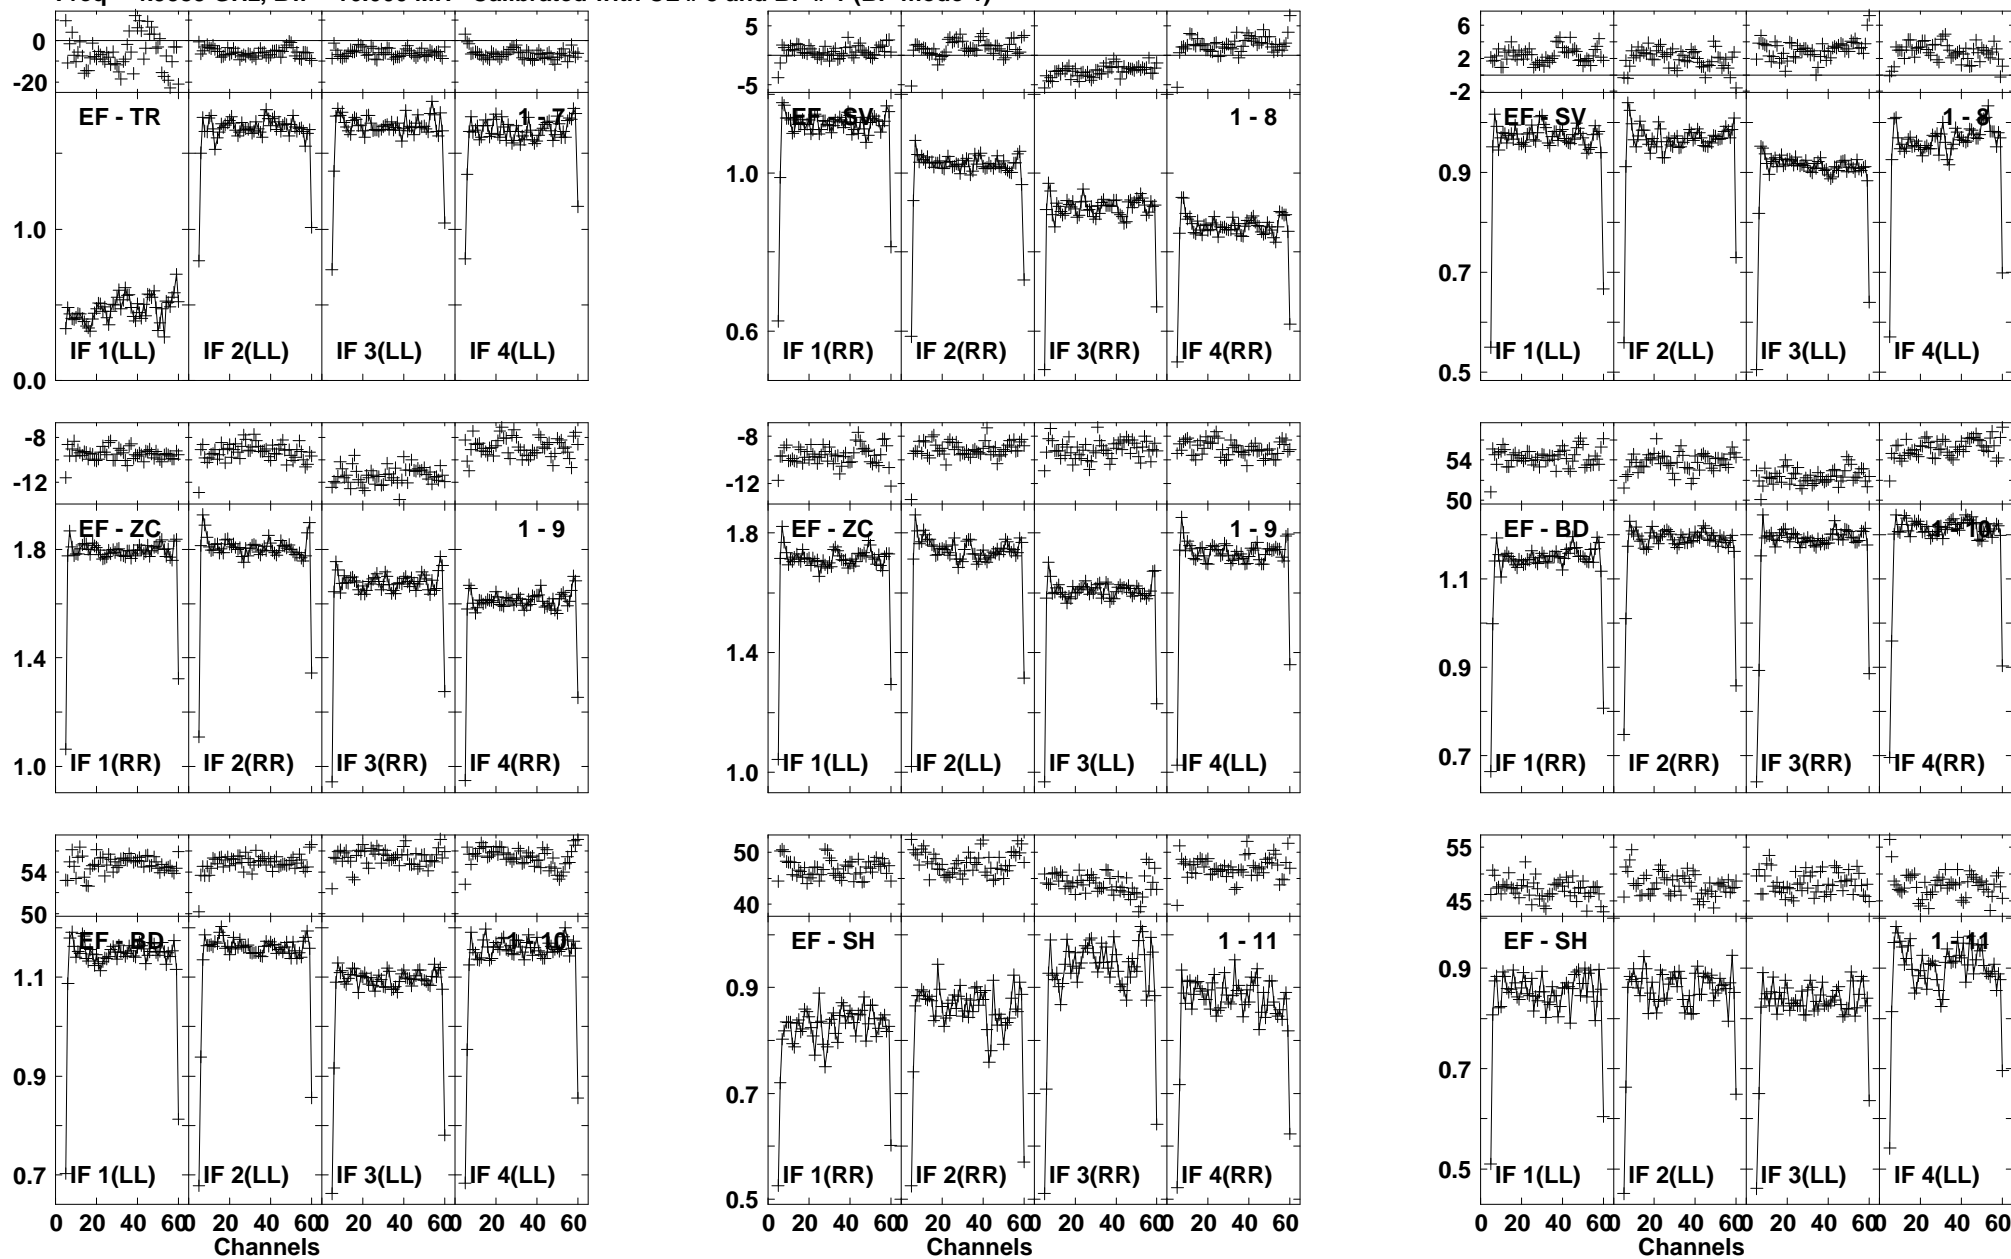 0
-20
EF - TR
1 - 7
1.0
0.0
IF 1(LL) IF 2(LL) IF 3(LL) IF 4(LL)
5
-5
EF - SV
1 - 8
1.0
0.6
IF 1(RR) IF 2(RR) IF 3(RR) IF 4(RR)
6
2
-2
EF - SV
1 - 8
0.9
0.7
0.5
IF 1(LL) IF 2(LL) IF 3(LL) IF 4(LL)
-8
-12
EF - ZC
1 - 9
1.8
1.4
1.0
IF 1(RR) IF 2(RR) IF 3(RR) IF 4(RR)
-8
-12
EF - ZC
1 - 9
1.8
1.4
1.0
IF 1(LL) IF 2(LL) IF 3(LL) IF 4(LL)
54
50
EF - BD
1 - 10
1.1
0.9
0.7
IF 1(RR) IF 2(RR) IF 3(RR) IF 4(RR)
54
50
EF - BD
1 - 10
1.1
0.9
0.7
IF 1(LL) IF 2(LL) IF 3(LL) IF 4(LL)
0 20 40 60 0 20 40 60 0 20 40 60 0 20 40 60
Channels
50
40
EF - SH
1 - 11
0.9
0.7
0.5
IF 1(RR) IF 2(RR) IF 3(RR) IF 4(RR)
0 20 40 60 0 20 40 60 0 20 40 60 0 20 40 60
Channels
55
45
EF - SH
1 - 11
0.9
0.7
0.5
IF 1(LL) IF 2(LL) IF 3(LL) IF 4(LL)
0 20 40 60 0 20 40 60 0 20 40 60 0 20 40 60
Channels